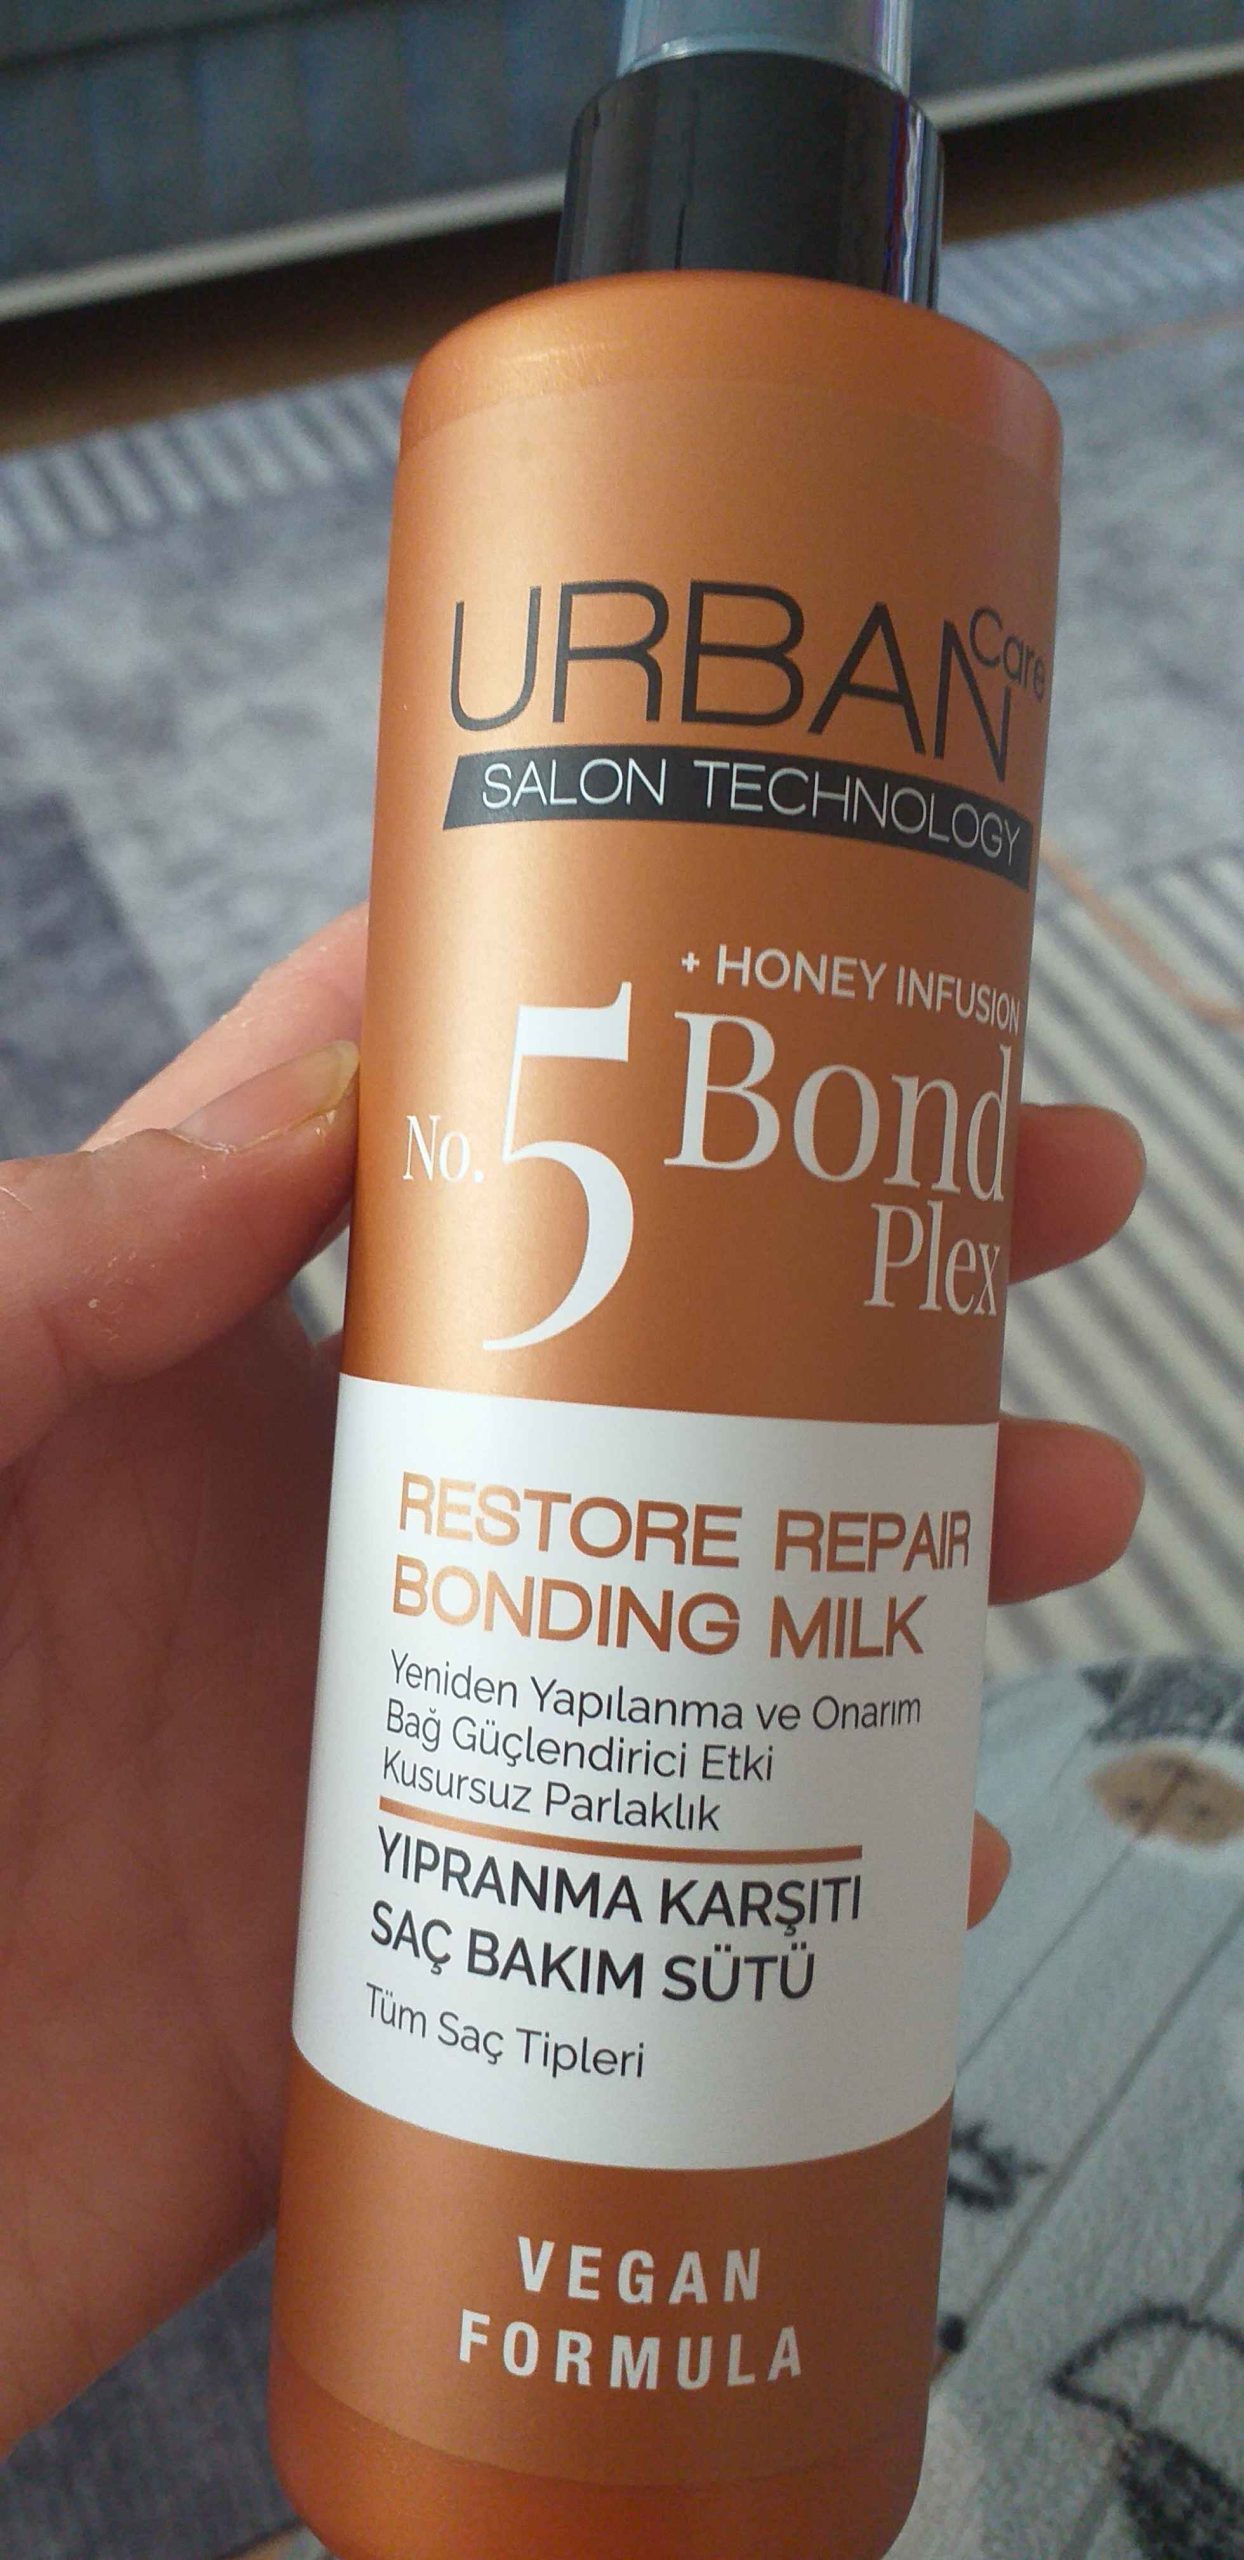 URBAN Care
SALON TECHNOLOGY
+ HONEY INFUSION
No. 5 Bond
Plex
RESTORE REPAIR
BONDING MILK
Yeniden Yapılanma ve Onarım
Bağ Güçlendirici Etki
Kusursuz Parlaklık
YIPRANMA KARŞITI
SAÇ BAKIM SÜTÜ
Tüm Saç Tipleri
VEGAN
FORMULA